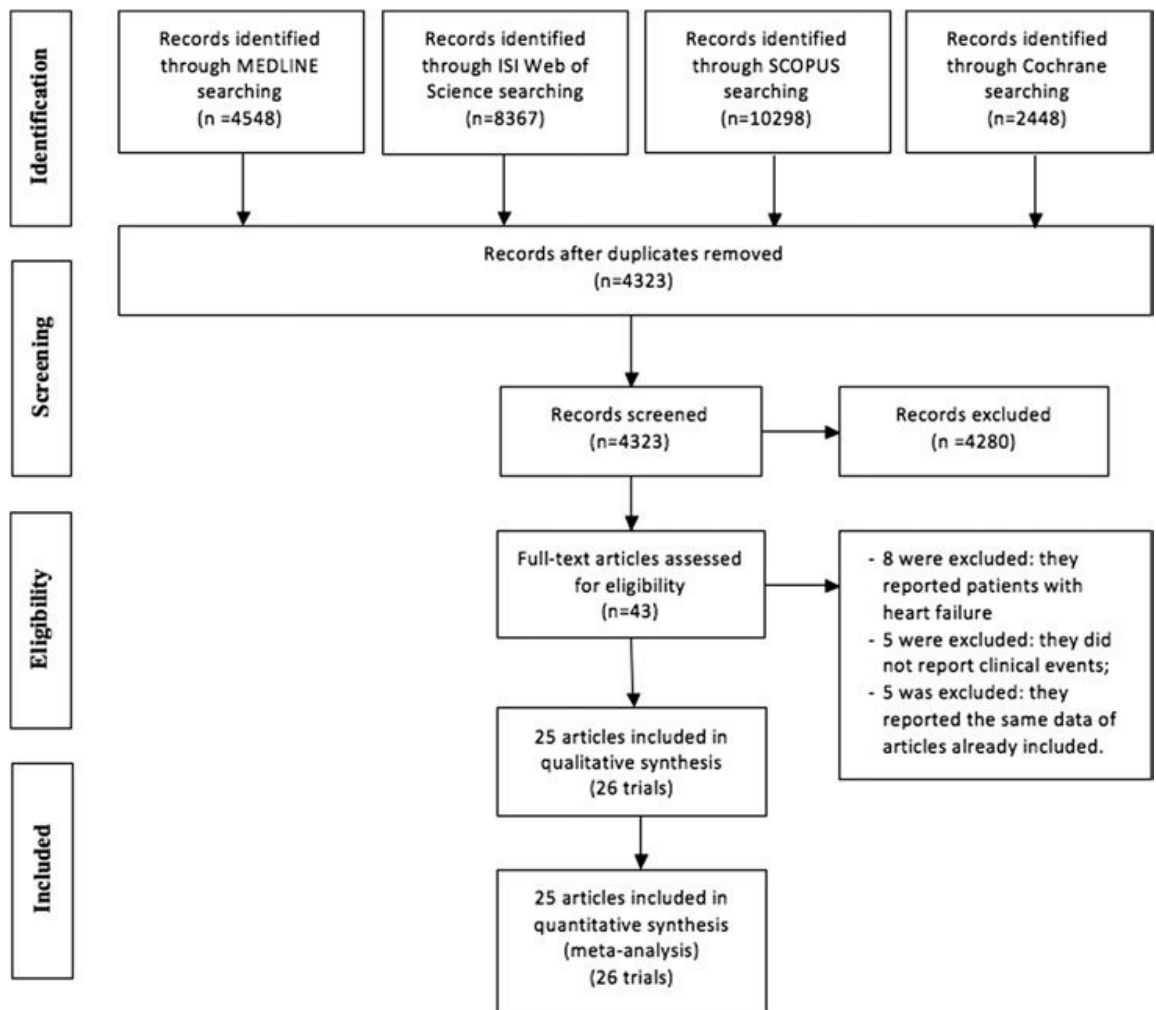 Identification
Records identified
through MEDLINE
searching
(n =4548)
Records identified
through ISI Web of
Science searching
(n=8367)
Records identified
through SCOPUS
searching
(n=10298)
Records identified
through Cochrane
searching
(n=2448)
Records after duplicates removed
(n=4323)
Screening
Records screened
(n=4323)
Records excluded
(n =4280)
Eligibility
Full-text articles assessed
for eligibility
(n=43)
- 8 were excluded: they
reported patients with
heart failure
- 5 were excluded: they did
not report clinical events;
- 5 was excluded: they
reported the same data of
articles already included.
25 articles included in
qualitative synthesis
(26 trials)
Included
25 articles included in
quantitative synthesis
(meta-analysis)
(26 trials)